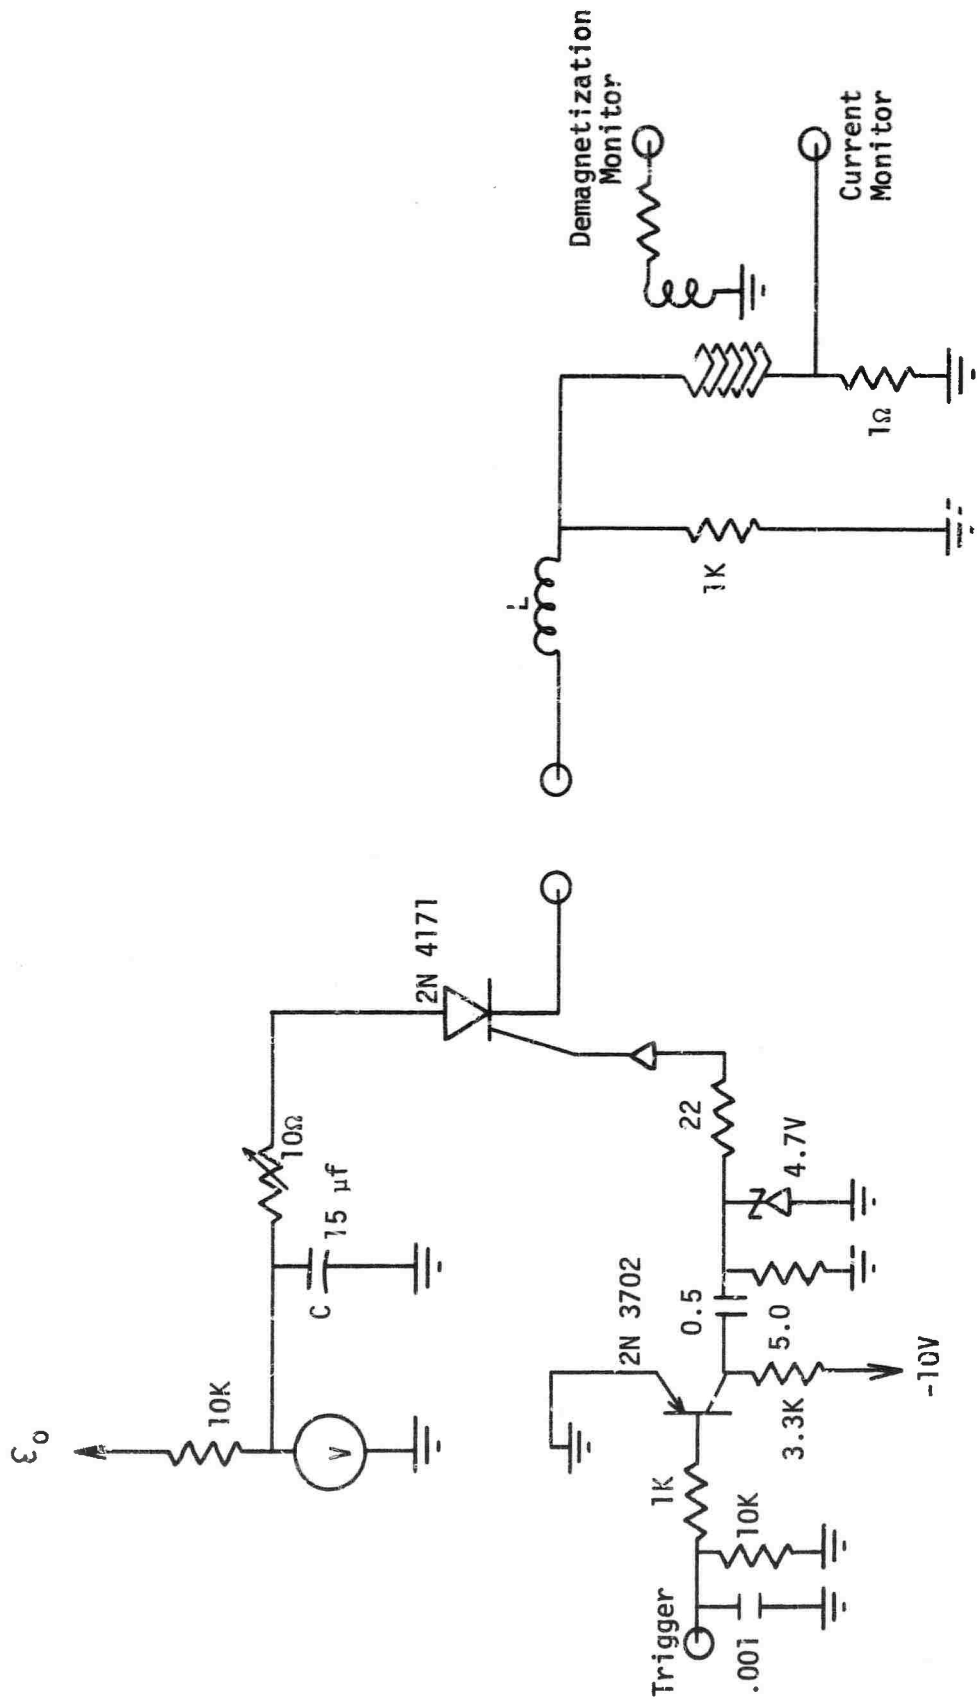 ε₀
10K
V
C
15 μf
10Ω
2N 4171
L
Demagnetization
Monitor
Current
Monitor
1K
1Ω
Trigger
.001
10K
1K
2N 3702
3.3K
-10V
0.5
5.0
4.7V
22